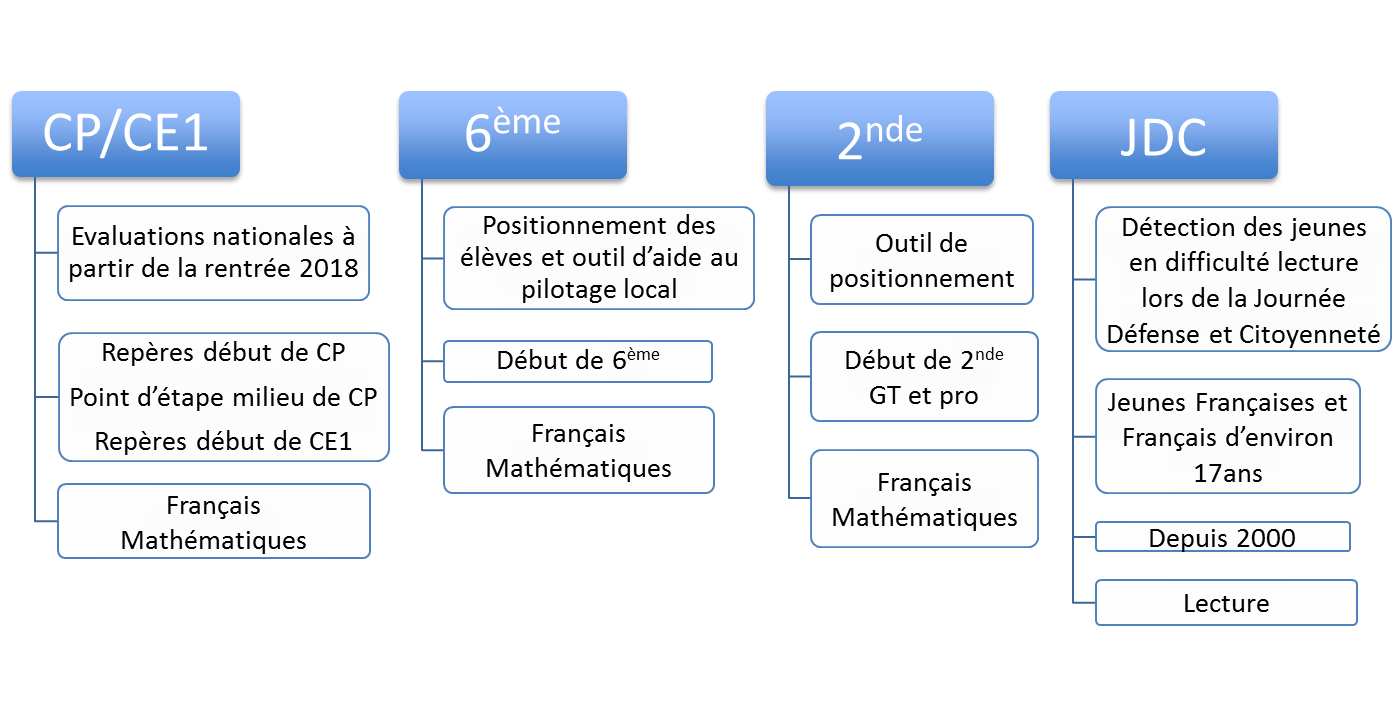 CP/CE1
Evaluations nationales à
partir de la rentrée 2018
Repères début de CP
Point d'étape milieu de CP
Repères début de CE1
Français
Mathématiques
6ème
Positionnement des
élèves et outil d'aide au
pilotage local
Début de 6ème
Français
Mathématiques
2nde
Outil de
positionnement
Début de 2nde
GT et pro
Français
Mathématiques
JDC
Détection des jeunes
en difficulté lecture
lors de la Journée
Défense et Citoyenneté
Jeunes Françaises et
Français d'environ
17ans
Depuis 2000
Lecture